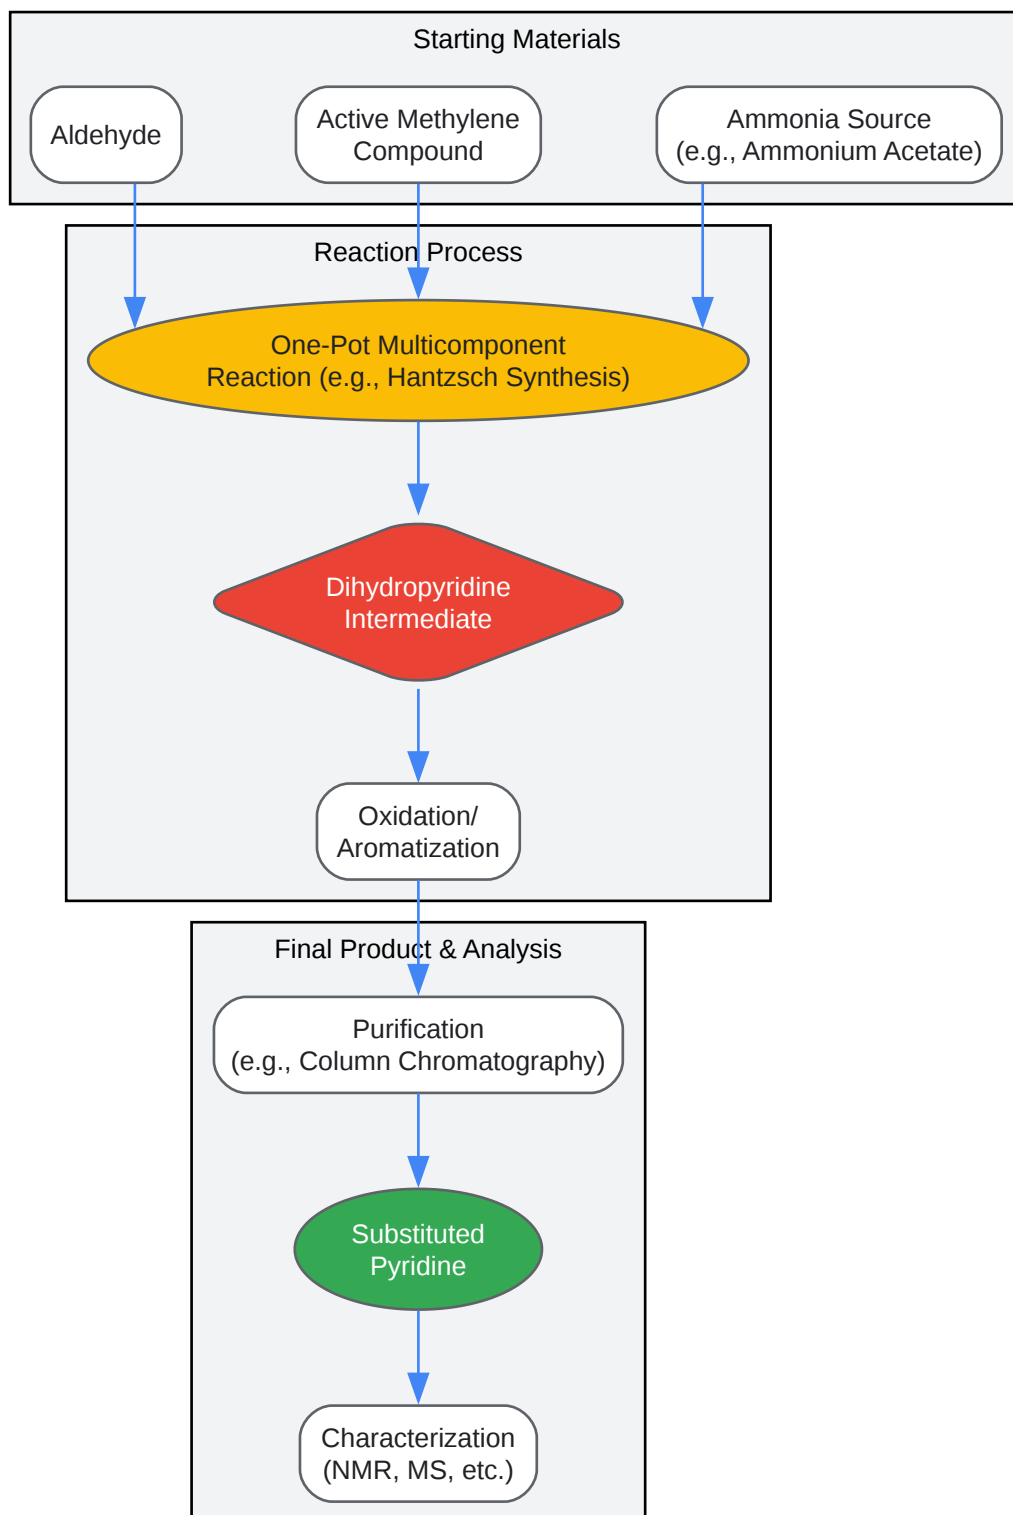 Starting Materials
Aldehyde
Active Methylene
Compound
Ammonia Source
(e.g., Ammonium Acetate)
Reaction Process
One-Pot Multicomponent
Reaction (e.g., Hantzsch Synthesis)
Dihydropyridine
Intermediate
Oxidation/
Aromatization
Final Product & Analysis
Purification
(e.g., Column Chromatography)
Substituted
Pyridine
Characterization
(NMR, MS, etc.)